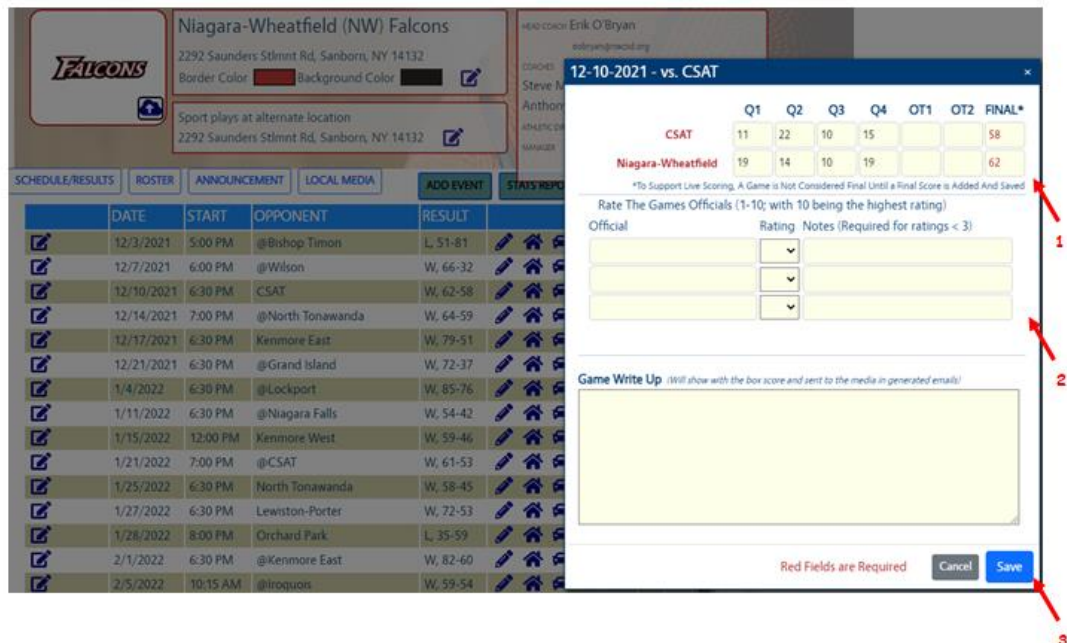 Niagara-Wheatfield (NW) Falcons
2292 Saunders Stlmnt Rd, Sanborn, NY 14132
FALCONS
Border Color Background Color
Sport plays at alternate location
2292 Saunders Stlmnt Rd, Sanborn, NY 14132
HEAD COACH Erik O'Bryan
COACHES
Steve M
Anthon
MANAGER
SCHEDULE/RESULTS ROSTER ANNOUNCEMENT LOCAL MEDIA ADD EVENT STATS REPO
DATE START OPPONENT RESULT
12/3/2021 5:00 PM @Bishop Timon L, 51-81
12/7/2021 6:00 PM @Wilson W, 66-32
12/10/2021 6:30 PM CSAT W, 62-58
12/14/2021 7:00 PM @North Tonawanda W, 64-59
12/17/2021 6:30 PM Kenmore East W, 79-51
12/21/2021 6:30 PM @Grand Island W, 72-37
1/4/2022 6:30 PM @Lockport W, 85-76
1/11/2022 6:30 PM @Niagara Falls W, 54-42
1/15/2022 12:00 PM Kenmore West W, 59-46
1/21/2022 7:00 PM @CSAT W, 61-53
1/25/2022 6:30 PM North Tonawanda W, 58-45
1/27/2022 6:30 PM Lewiston-Porter W, 72-53
1/28/2022 8:00 PM Orchard Park L, 35-59
2/1/2022 6:30 PM @Kenmore East W, 82-60
2/5/2022 10:15 AM @Iroquois W, 59-54
12-10-2021 - vs. CSAT ×
Q1 Q2 Q3 Q4 OT1 OT2 FINAL*
CSAT 11 22 10 15 58
Niagara-Wheatfield 19 14 10 19 62
*To Support Live Scoring, A Game is Not Considered Final Until a Final Score is Added And Saved
Rate The Games Officials (1-10; with 10 being the highest rating)
Official Rating Notes (Required for ratings < 3)
Game Write Up (Will show with the box score and sent to the media in generated emails)
Red Fields are Required Cancel Save
1
2
3